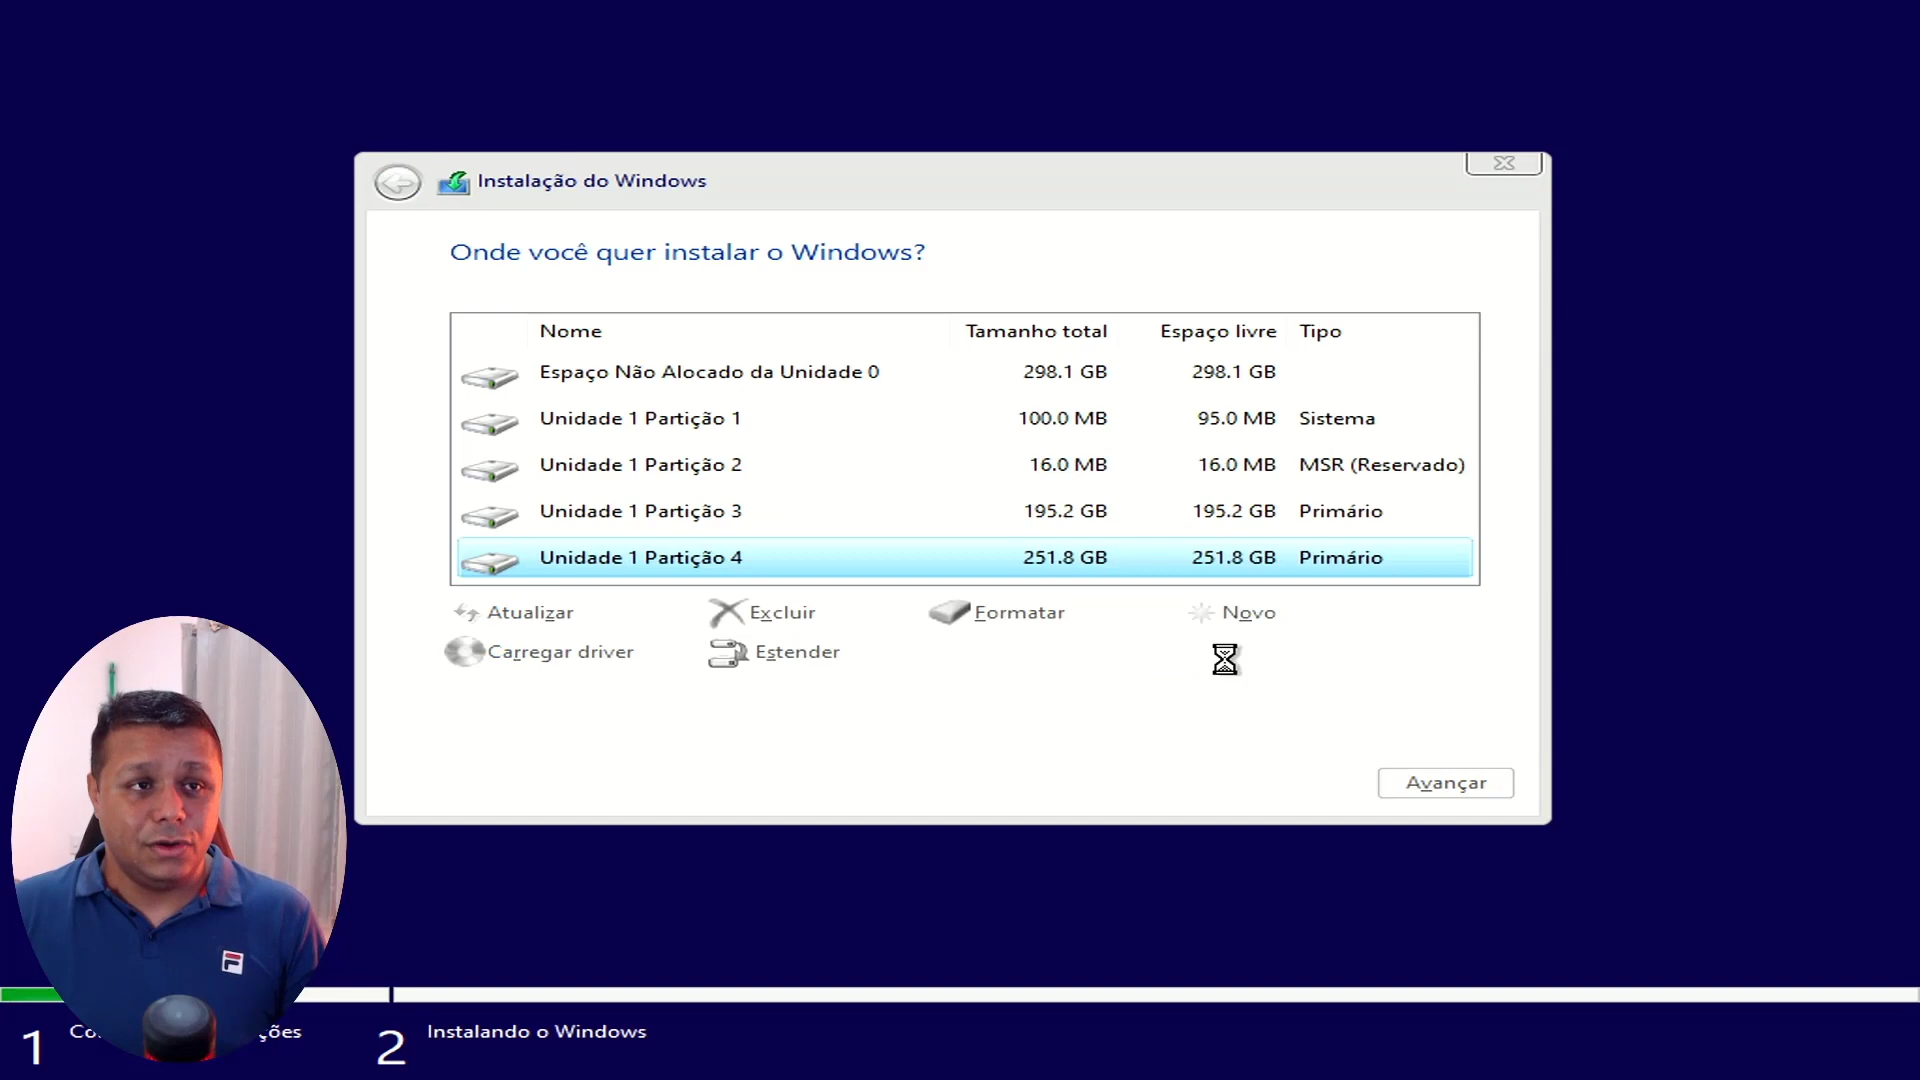 Instalação do Windows
Onde você quer instalar o Windows?
Nome Tamanho total Espaço livre Tipo
Espaço Não Alocado da Unidade 0 298.1 GB 298.1 GB
Unidade 1 Partição 1 100.0 MB 95.0 MB Sistema
Unidade 1 Partição 2 16.0 MB 16.0 MB MSR (Reservado)
Unidade 1 Partição 3 195.2 GB 195.2 GB Primário
Unidade 1 Partição 4 251.8 GB 251.8 GB Primário
Atualizar Excluir Formatar Novo
Carregar driver Estender
Avançar
1 Co ções 2 Instalando o Windows